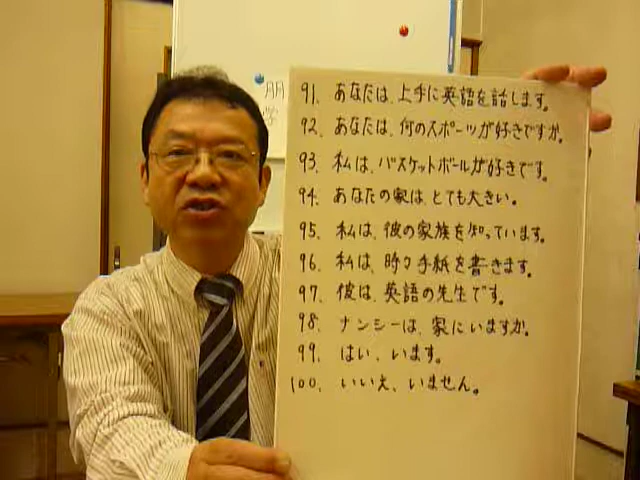 朋
学
91. あなたは、上手に英語を話します。
92. あなたは、何のスポーツが好きですか。
93. 私は、バスケットボールが好きです。
94. あなたの家は、とても大きい。
95. 私は、彼の家族を知っています。
96. 私は、時々手紙を書きます。
97. 彼は、英語の先生です。
98. ナンシーは、家にいますか。
99. はい、います。
100. いいえ、いません。